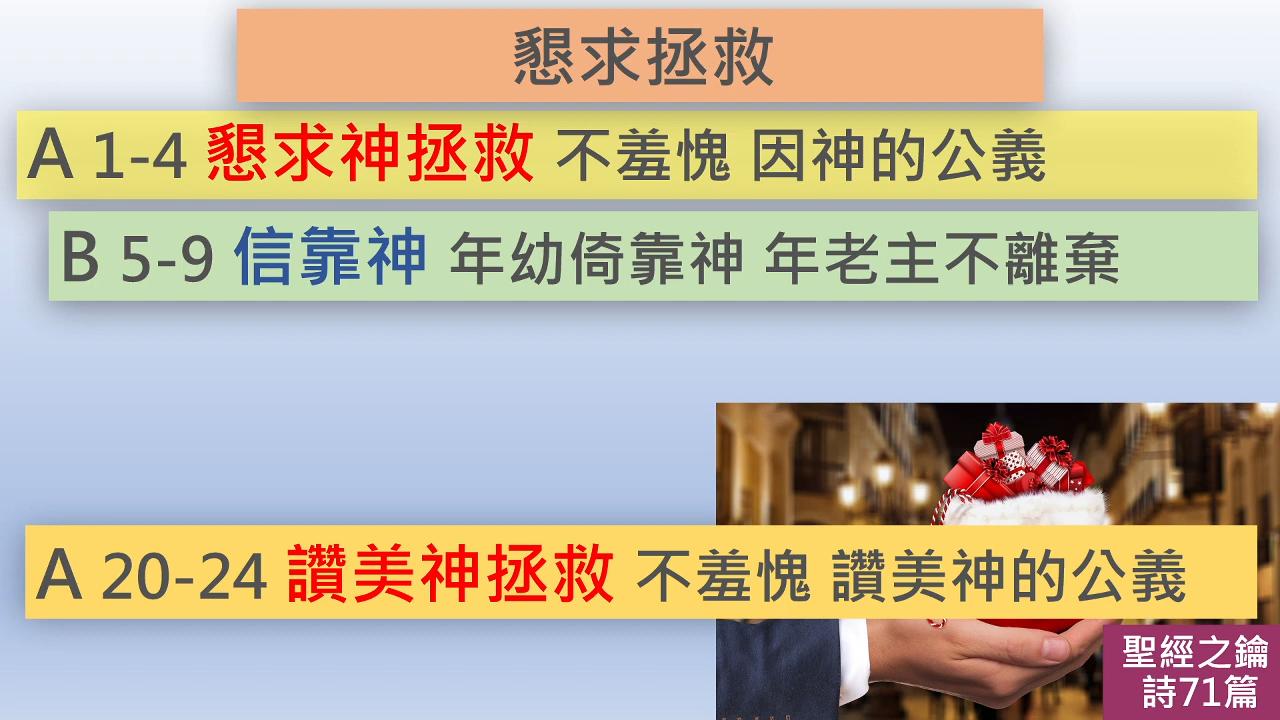 懇求拯救
A 1-4 懇求神拯救 不羞愧 因神的公義
B 5-9 信靠神 年幼倚靠神 年老主不離棄
A 20-24 讚美神拯救 不羞愧 讚美神的公義
聖經之鑰
詩71篇